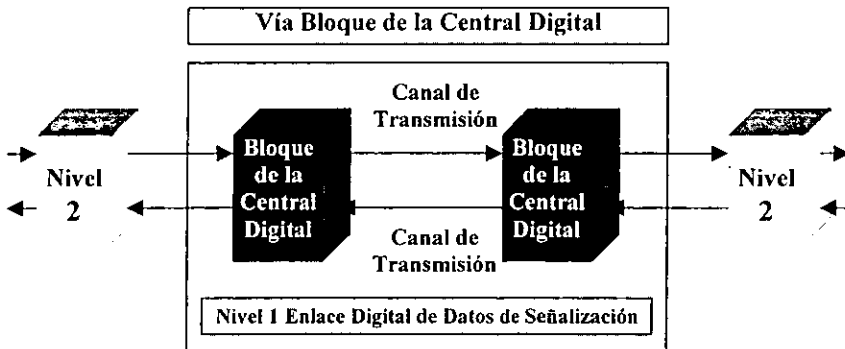 Vía Bloque de la Central Digital
Canal de
Transmisión
Bloque
de la
Central
Digital
Bloque
de la
Central
Digital
Nivel
2
Nivel
2
Canal de
Transmisión
Nivel 1 Enlace Digital de Datos de Señalización